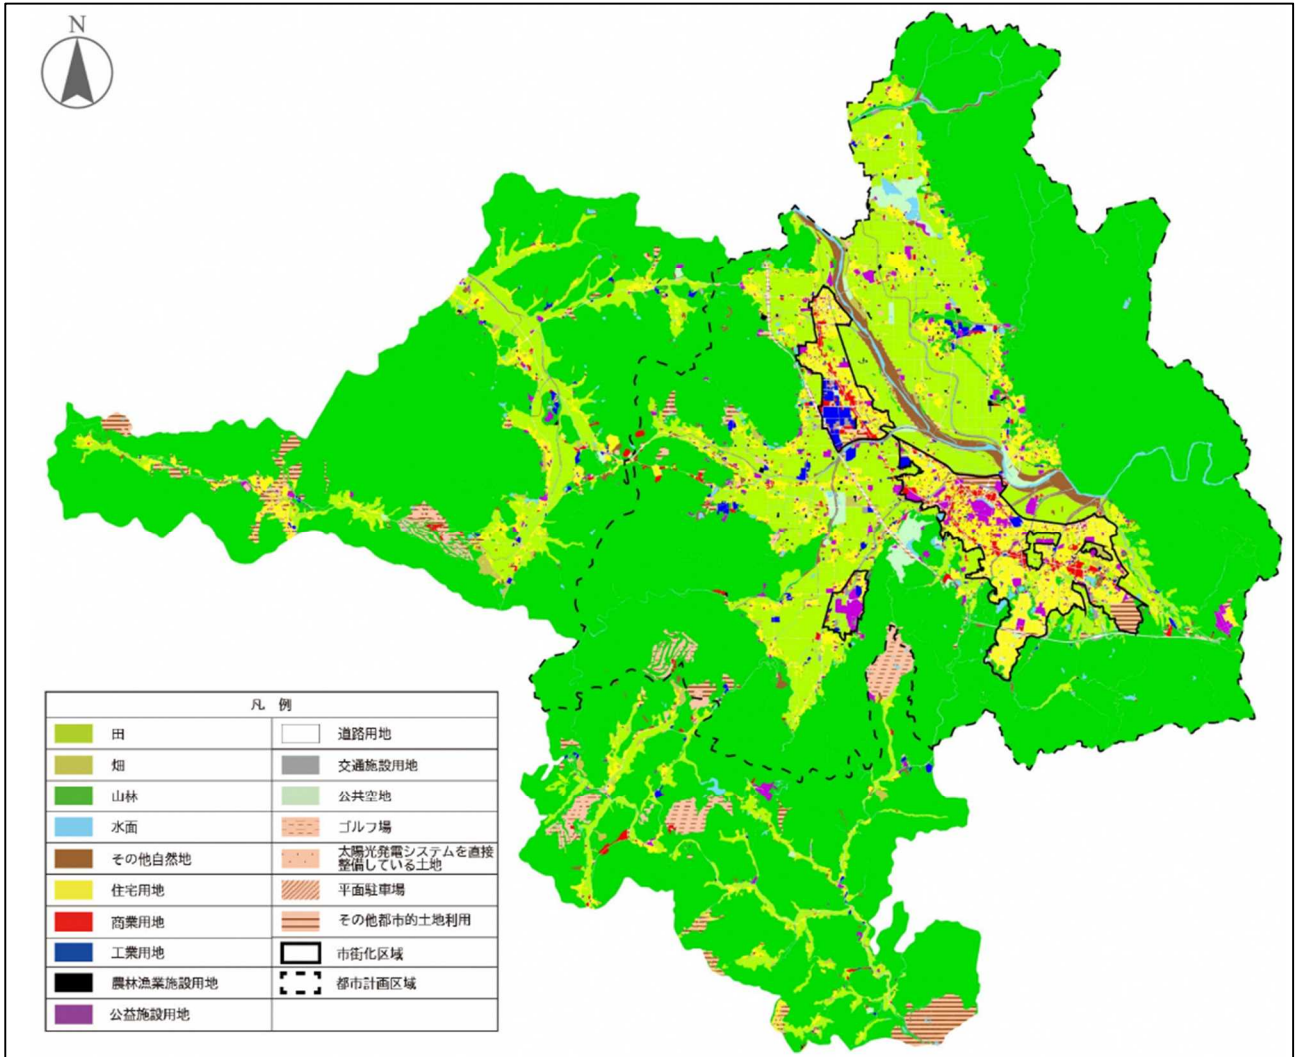 N
凡 例
田
道路用地
畑
交通施設用地
山林
公共空地
水面
ゴルフ場
その他自然地
太陽光発電システムを直接
整備している土地
住宅用地
平面駐車場
商業用地
その他都市的土地利用
工業用地
市街化区域
農林漁業施設用地
都市計画区域
公益施設用地